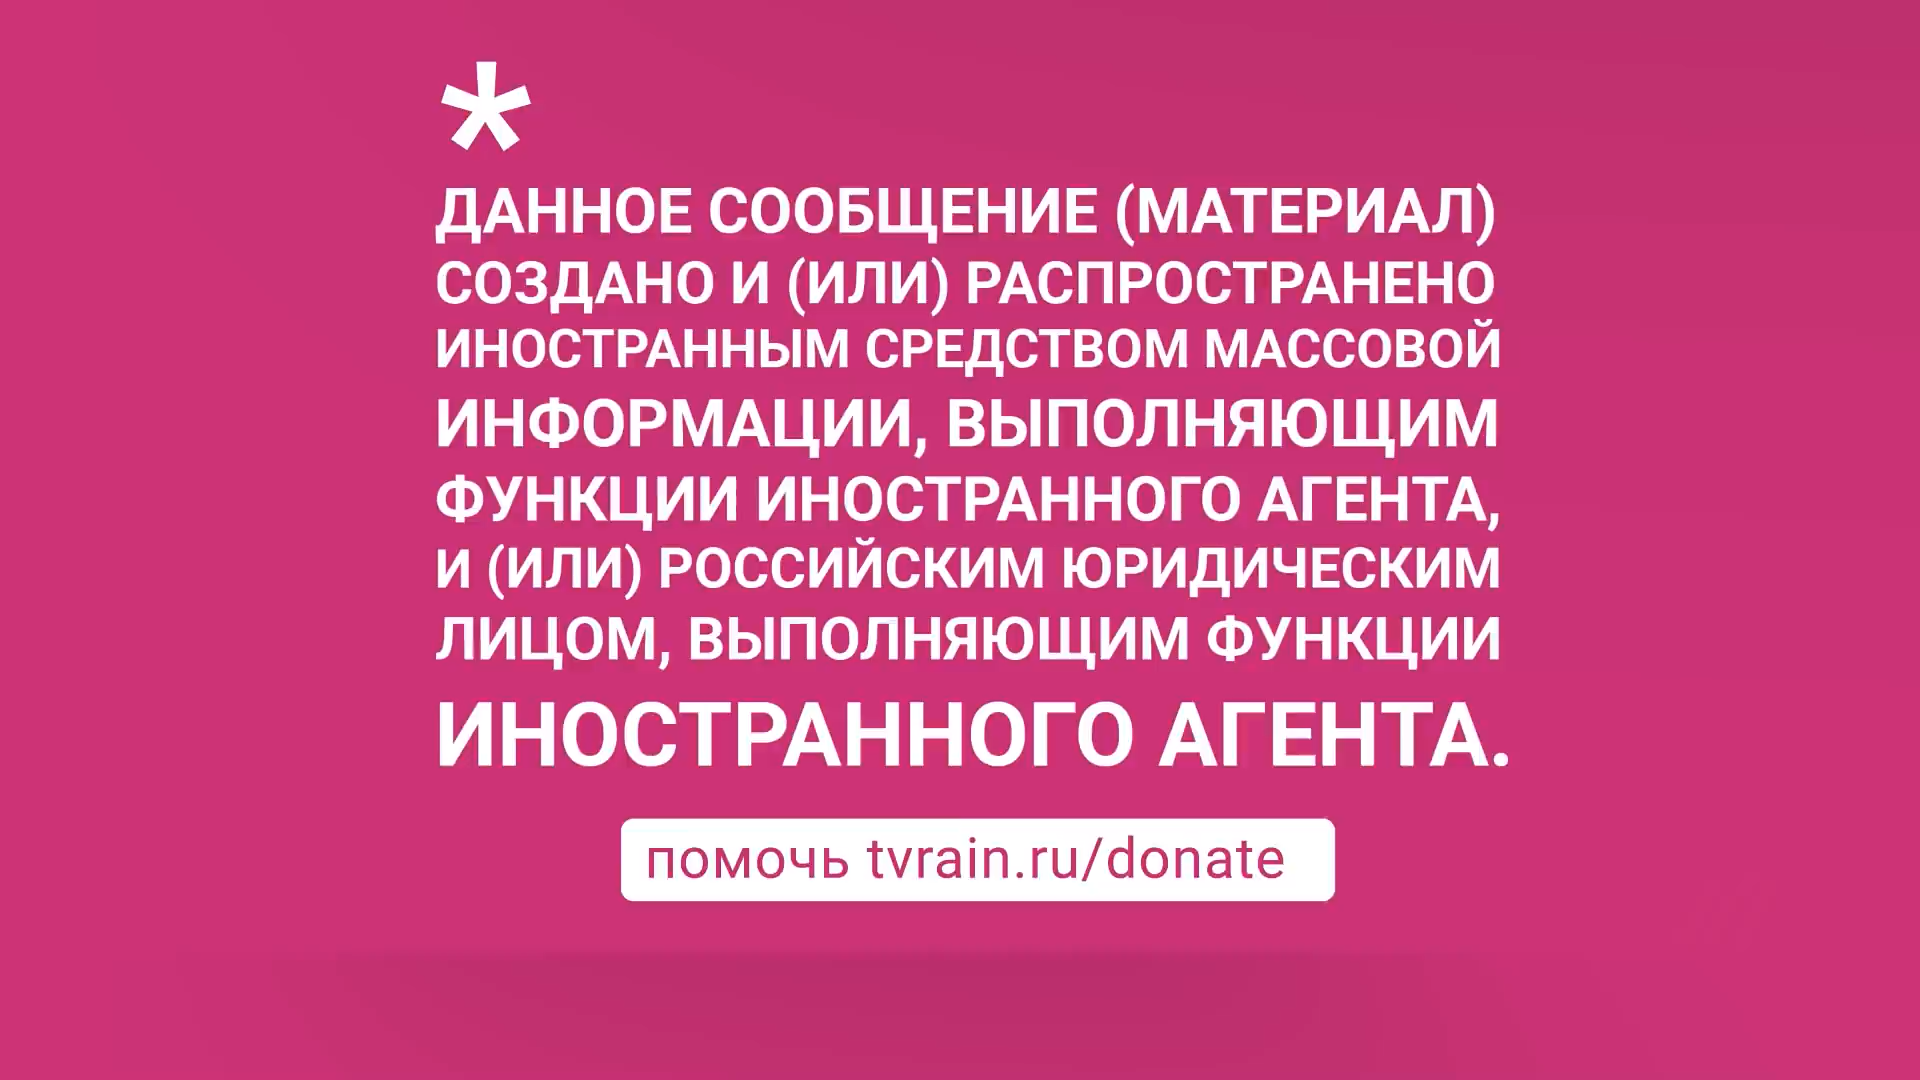 *
ДАННОЕ СООБЩЕНИЕ (МАТЕРИАЛ)
СОЗДАНО И (ИЛИ) РАСПРОСТРАНЕНО
ИНОСТРАННЫМ СРЕДСТВОМ МАССОВОЙ
ИНФОРМАЦИИ, ВЫПОЛНЯЮЩИМ
ФУНКЦИИ ИНОСТРАННОГО АГЕНТА,
И (ИЛИ) РОССИЙСКИМ ЮРИДИЧЕСКИМ
ЛИЦОМ, ВЫПОЛНЯЮЩИМ ФУНКЦИИ
ИНОСТРАННОГО АГЕНТА.
помочь tvrain.ru/donate